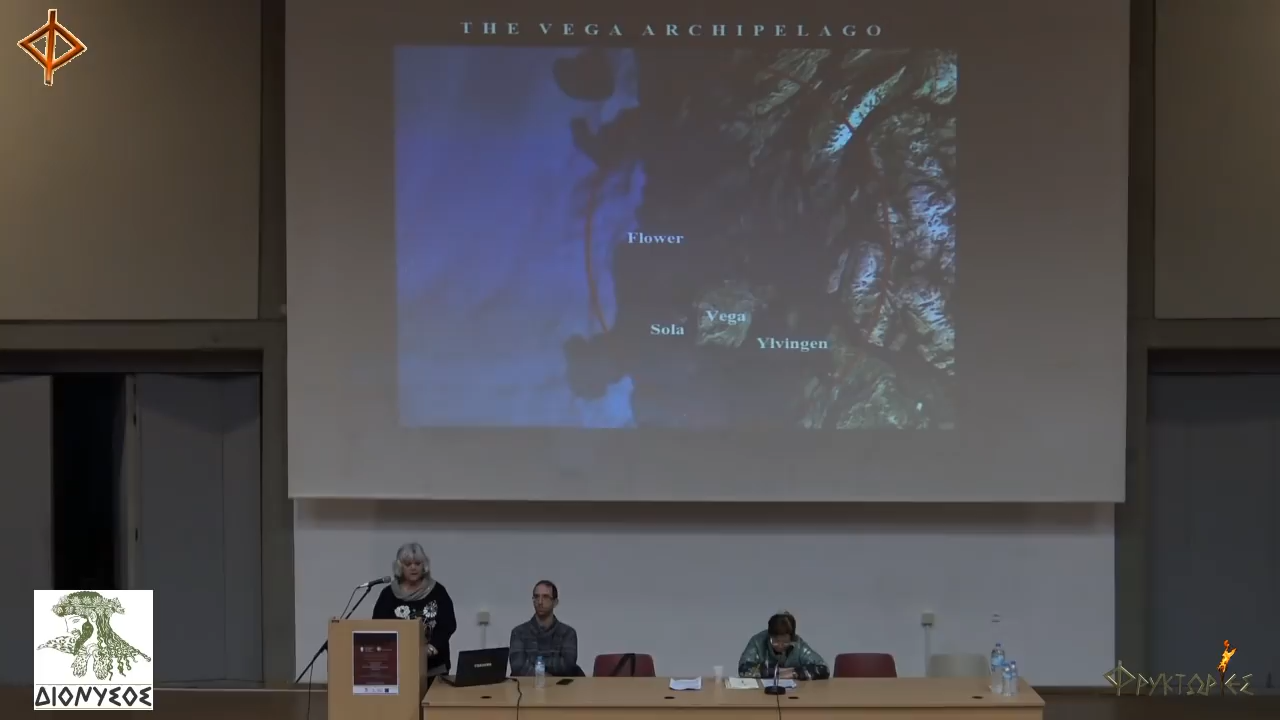 THE VEGA ARCHIPELAGO
Flower
Vega
Sola
Ylvingen
ΔΙΟΝΥΣΟΣ
ΦΡΥΚΤΩΡΙΕΣ